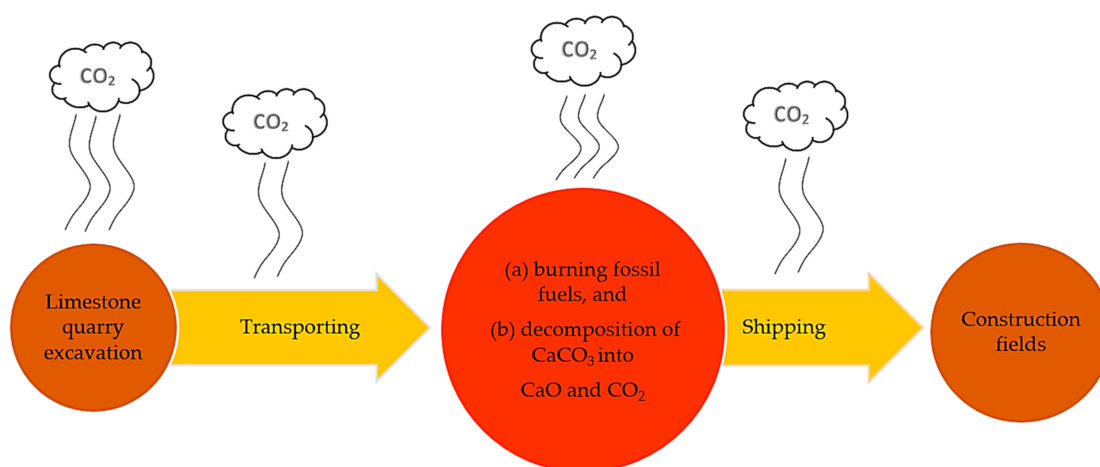 CO₂
CO₂
CO₂
CO₂
Limestone
quarry
excavation
Transporting
(a) burning fossil
fuels, and
(b) decomposition of
CaCO₃ into
CaO and CO₂
Shipping
Construction
fields